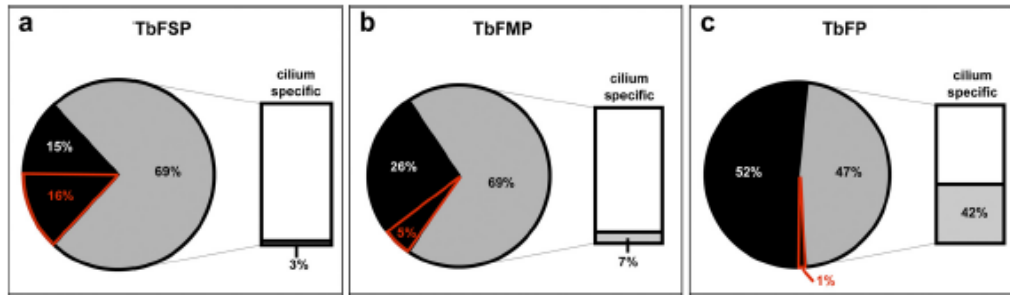 a
TbFSP
cilium
specific
15%
69%
16%
3%
b
TbFMP
cilium
specific
26%
69%
5%
7%
c
TbFP
cilium
specific
52%
47%
42%
1%